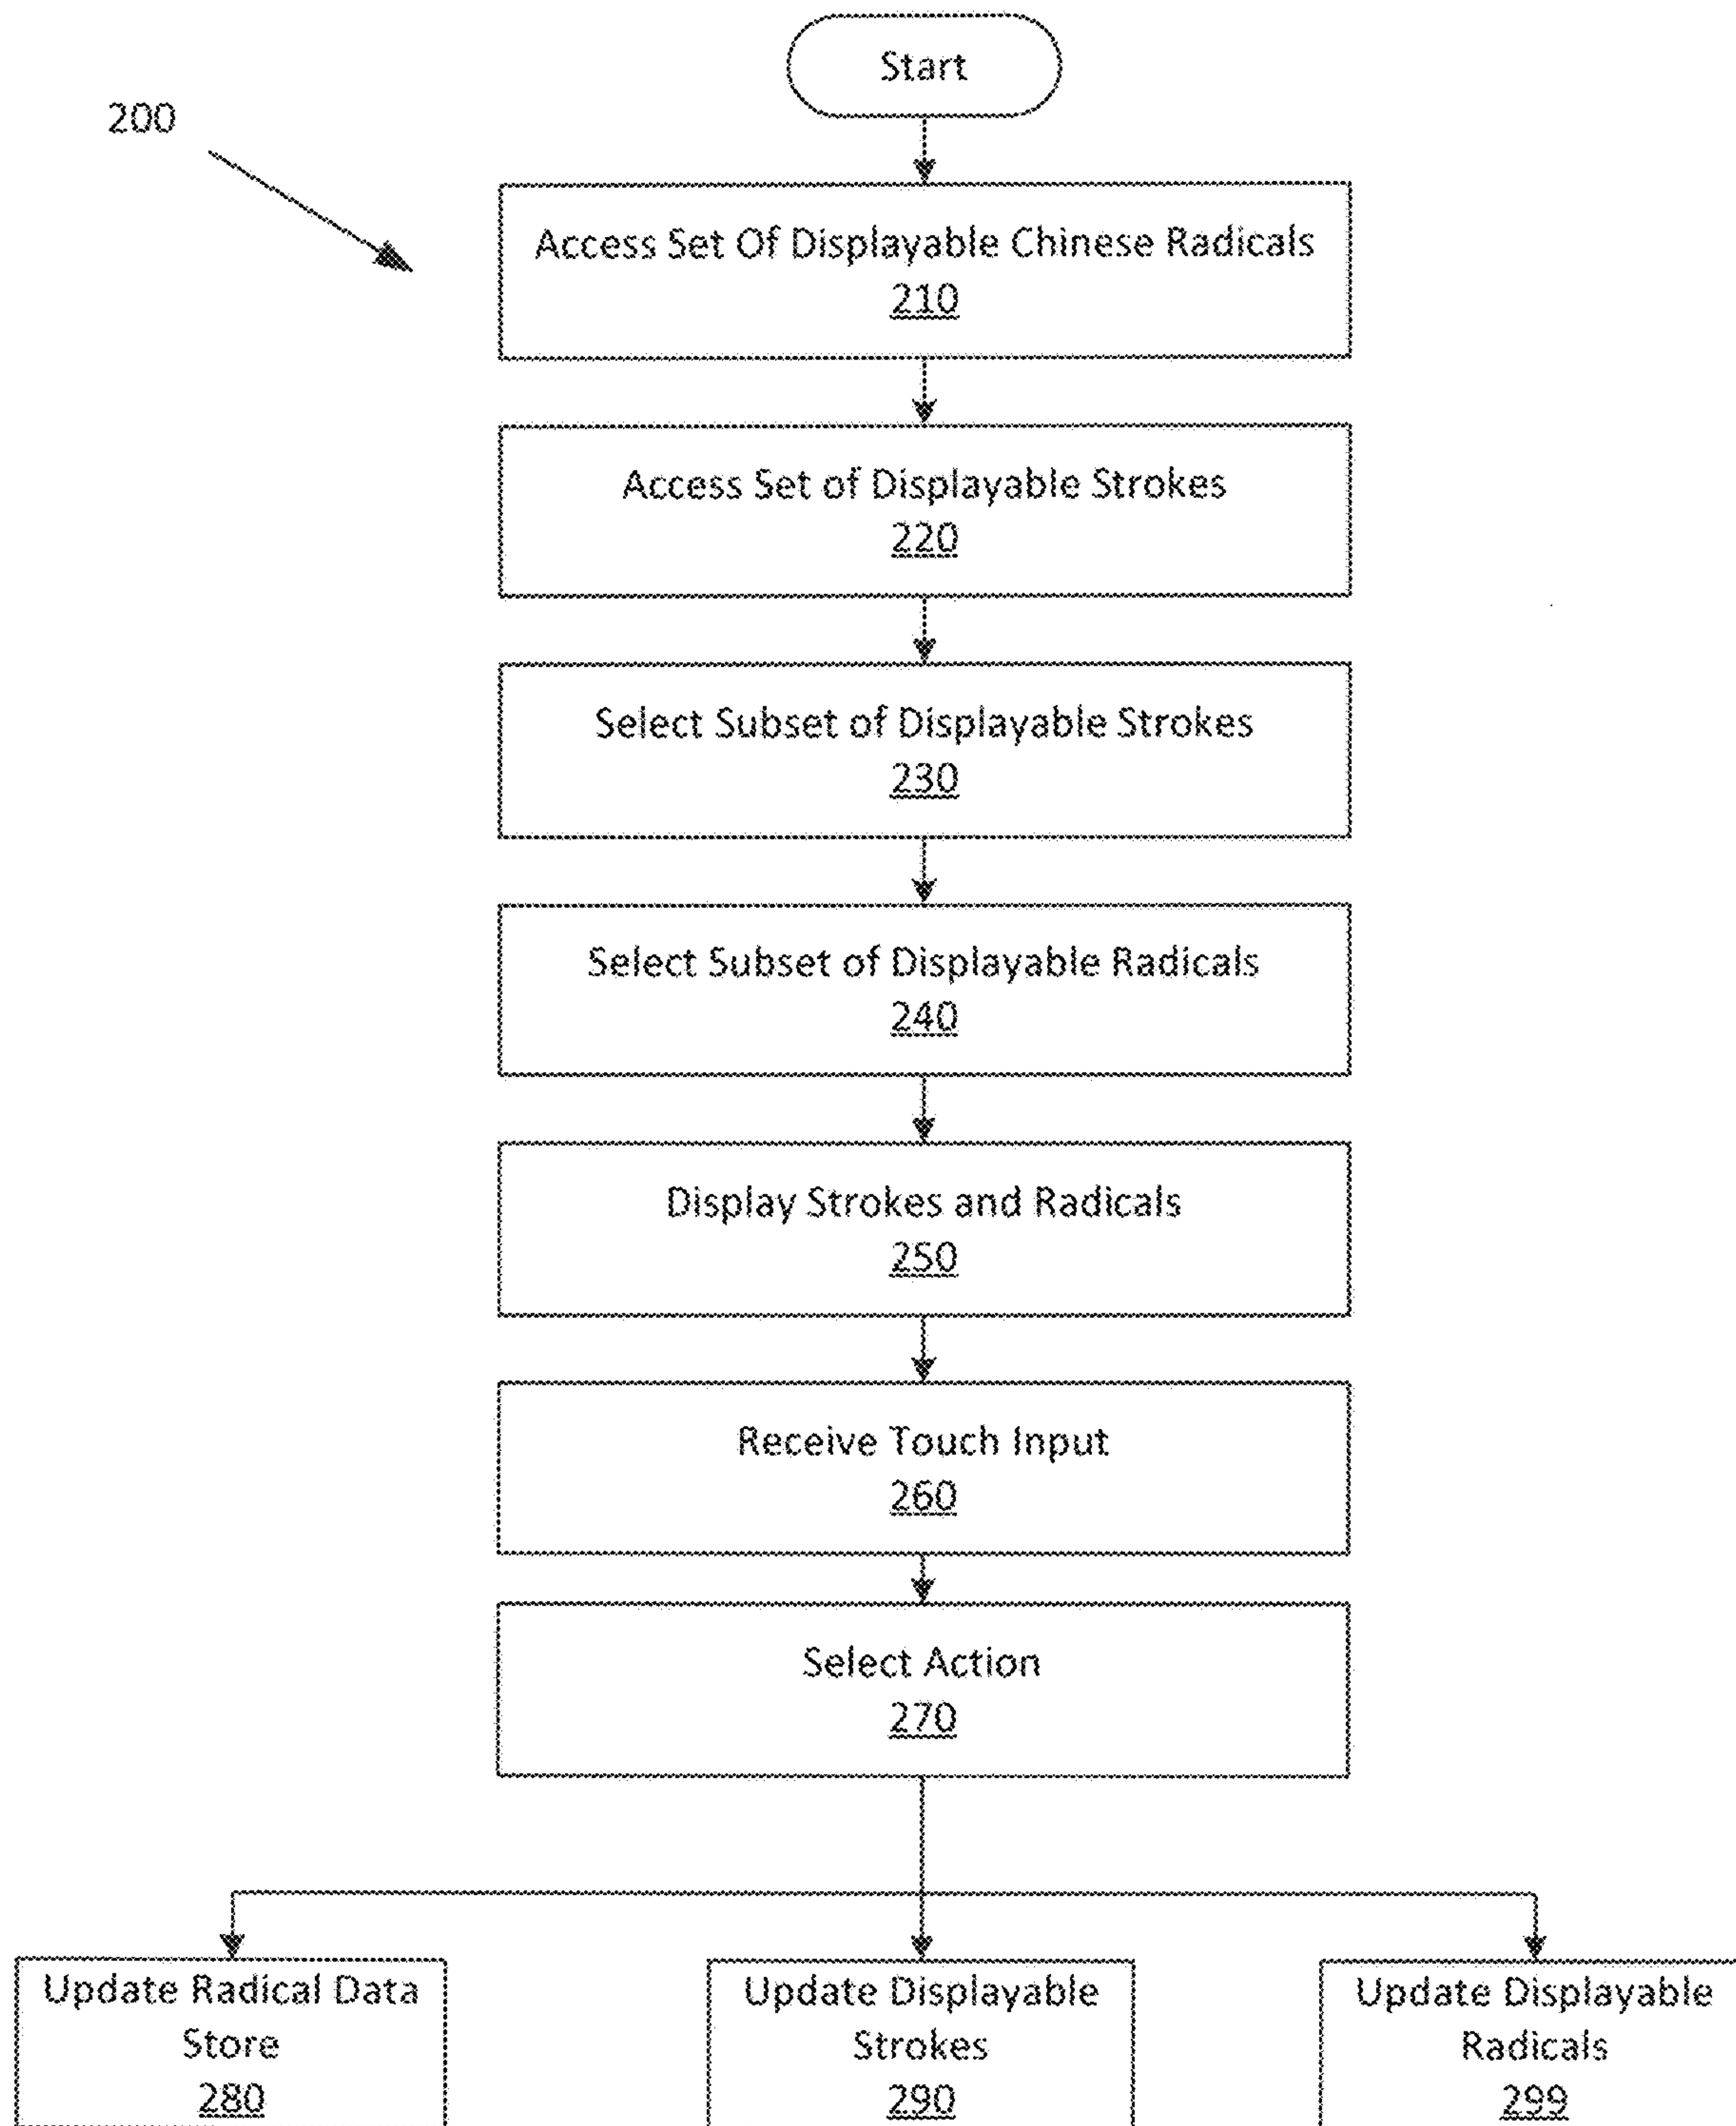 Start
200
Access Set Of Displayable Chinese Radicals
210
Access Set of Displayable Strokes
220
Select Subset of Displayable Strokes
230
Select Subset of Displayable Radicals
240
Display Strokes and Radicals
250
Receive Touch Input
260
Select Action
270
Update Radical Data
Store
280
Update Displayable
Strokes
290
Update Displayable
Radicals
299